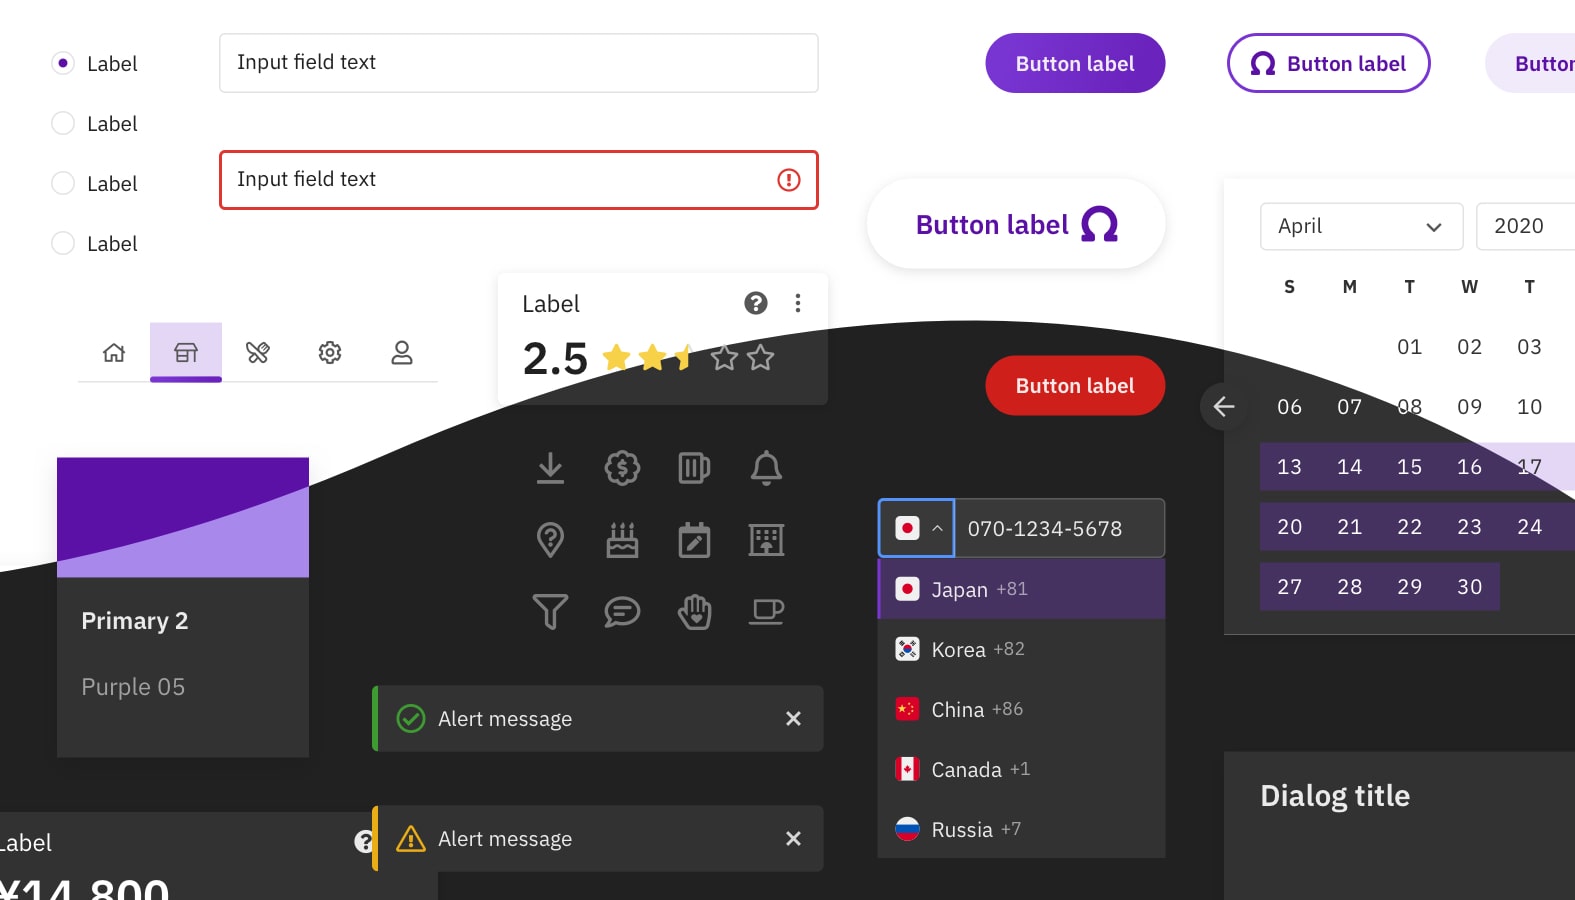 Label
Input field text
Label
Label
Input field text
Label
Button label
Button label
Button label
April
2020
S M T W T
01 02 03
06 07 08 09 10
13 14 15 16 17
20 21 22 23 24
27 28 29 30
Label
2.5
Button label
Primary 2
Purple 05
070-1234-5678
Japan +81
Korea +82
China +86
Canada +1
Russia +7
Alert message
Alert message
Label
¥14,800
Dialog title